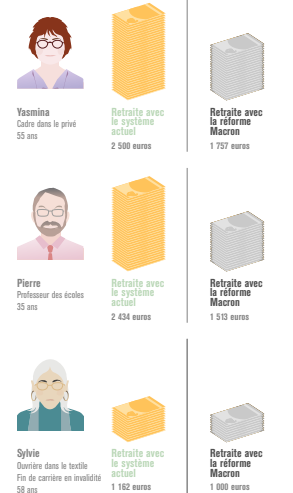 Yasmina
Cadre dans le privé
55 ans
Retraite avec
le système
actuel
2 500 euros
Retraite avec
la réforme
Macron
1 757 euros
Pierre
Professeur des écoles
35 ans
Retraite avec
le système
actuel
2 434 euros
Retraite avec
la réforme
Macron
1 513 euros
Sylvie
Ouvrière dans le textile
Fin de carrière en invalidité
58 ans
Retraite avec
le système
actuel
1 162 euros
Retraite avec
la réforme
Macron
1 000 euros